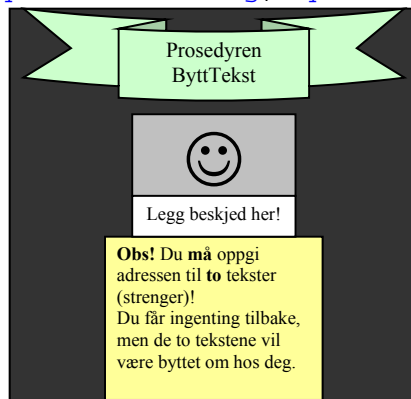 Prosedyren
ByttTekst
Legg beskjed her!
Obs! Du må oppgi
adressen til to tekster
(strenger)!
Du får ingenting tilbake,
men de to tekstene vil
være byttet om hos deg.